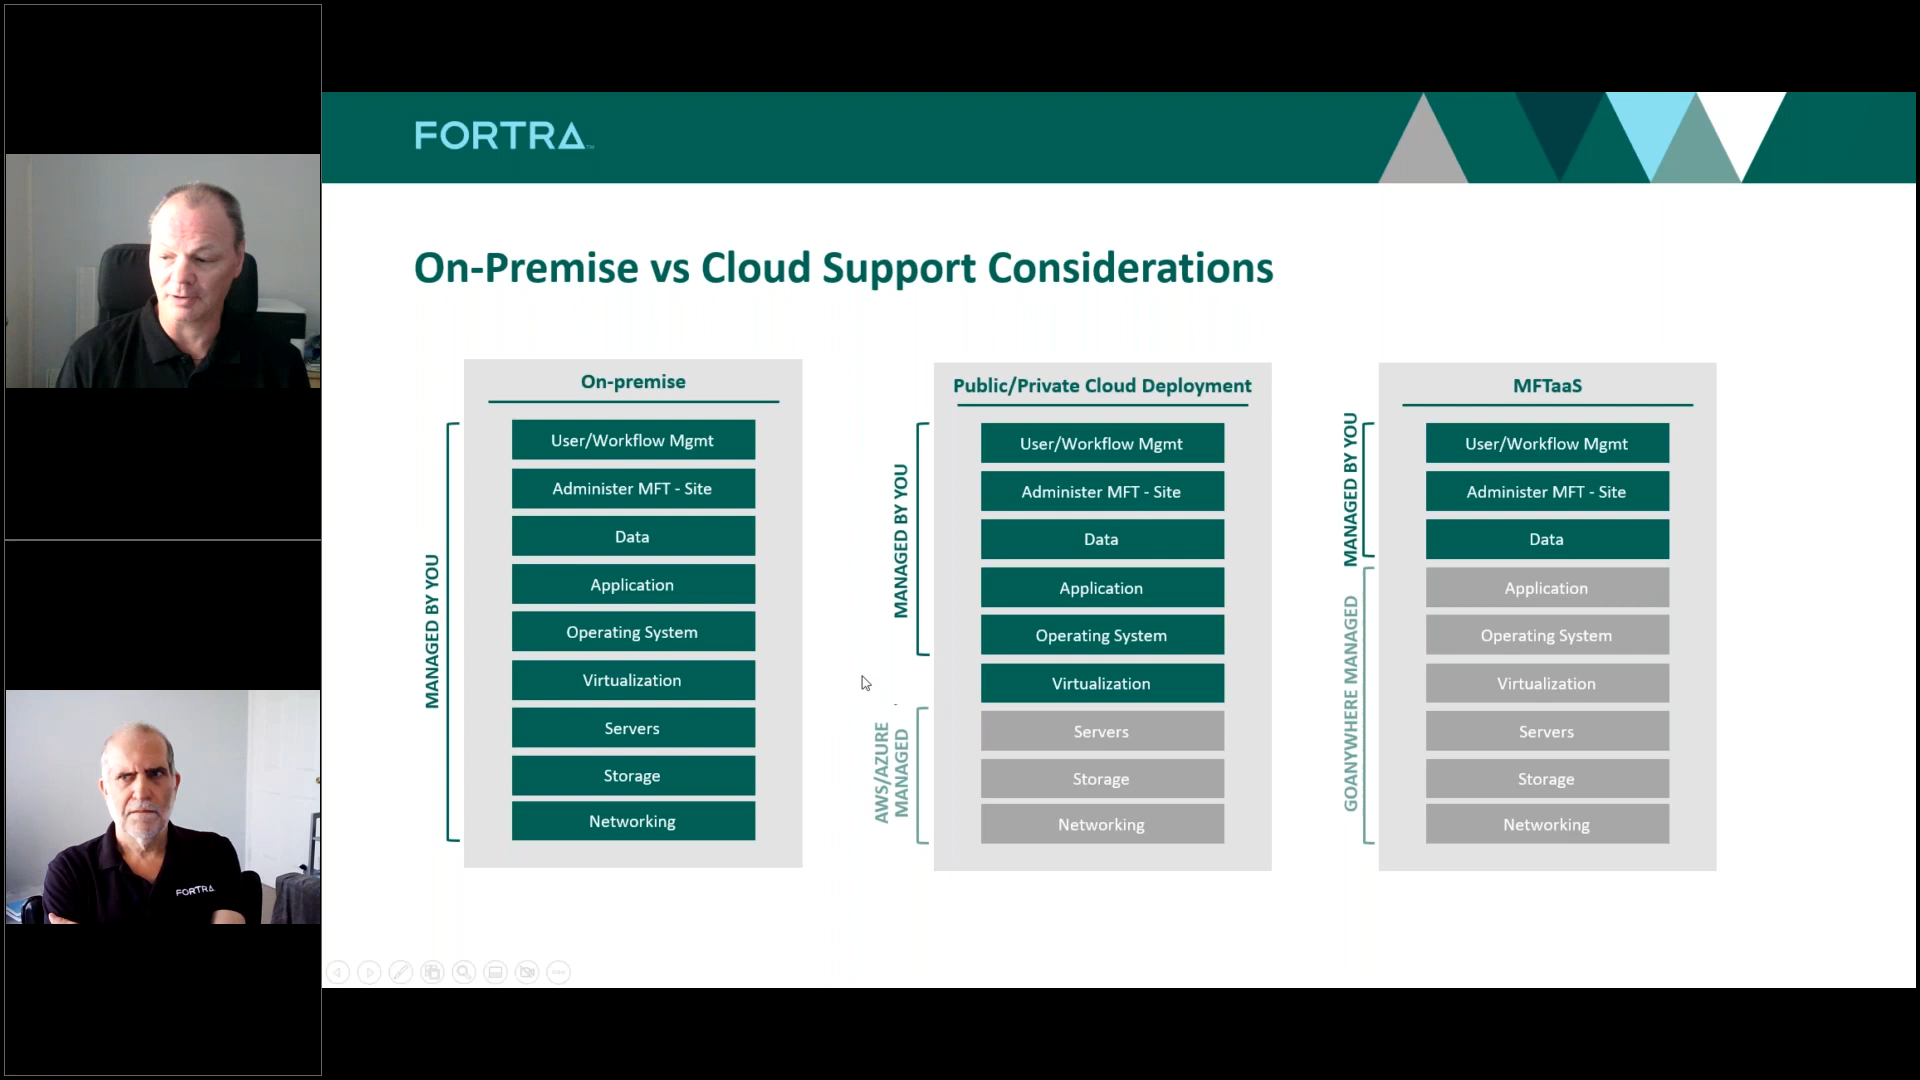 FORTRA
On-Premise vs Cloud Support Considerations
On-premise
MANAGED BY YOU
User/Workflow Mgmt
Administer MFT - Site
Data
Application
Operating System
Virtualization
Servers
Storage
Networking
Public/Private Cloud Deployment
MANAGED BY YOU
AWS/AZURE
MANAGED
User/Workflow Mgmt
Administer MFT - Site
Data
Application
Operating System
Virtualization
Servers
Storage
Networking
MFTaaS
MANAGED BY YOU
GOANYWHERE MANAGED
User/Workflow Mgmt
Administer MFT - Site
Data
Application
Operating System
Virtualization
Servers
Storage
Networking
FORTRA